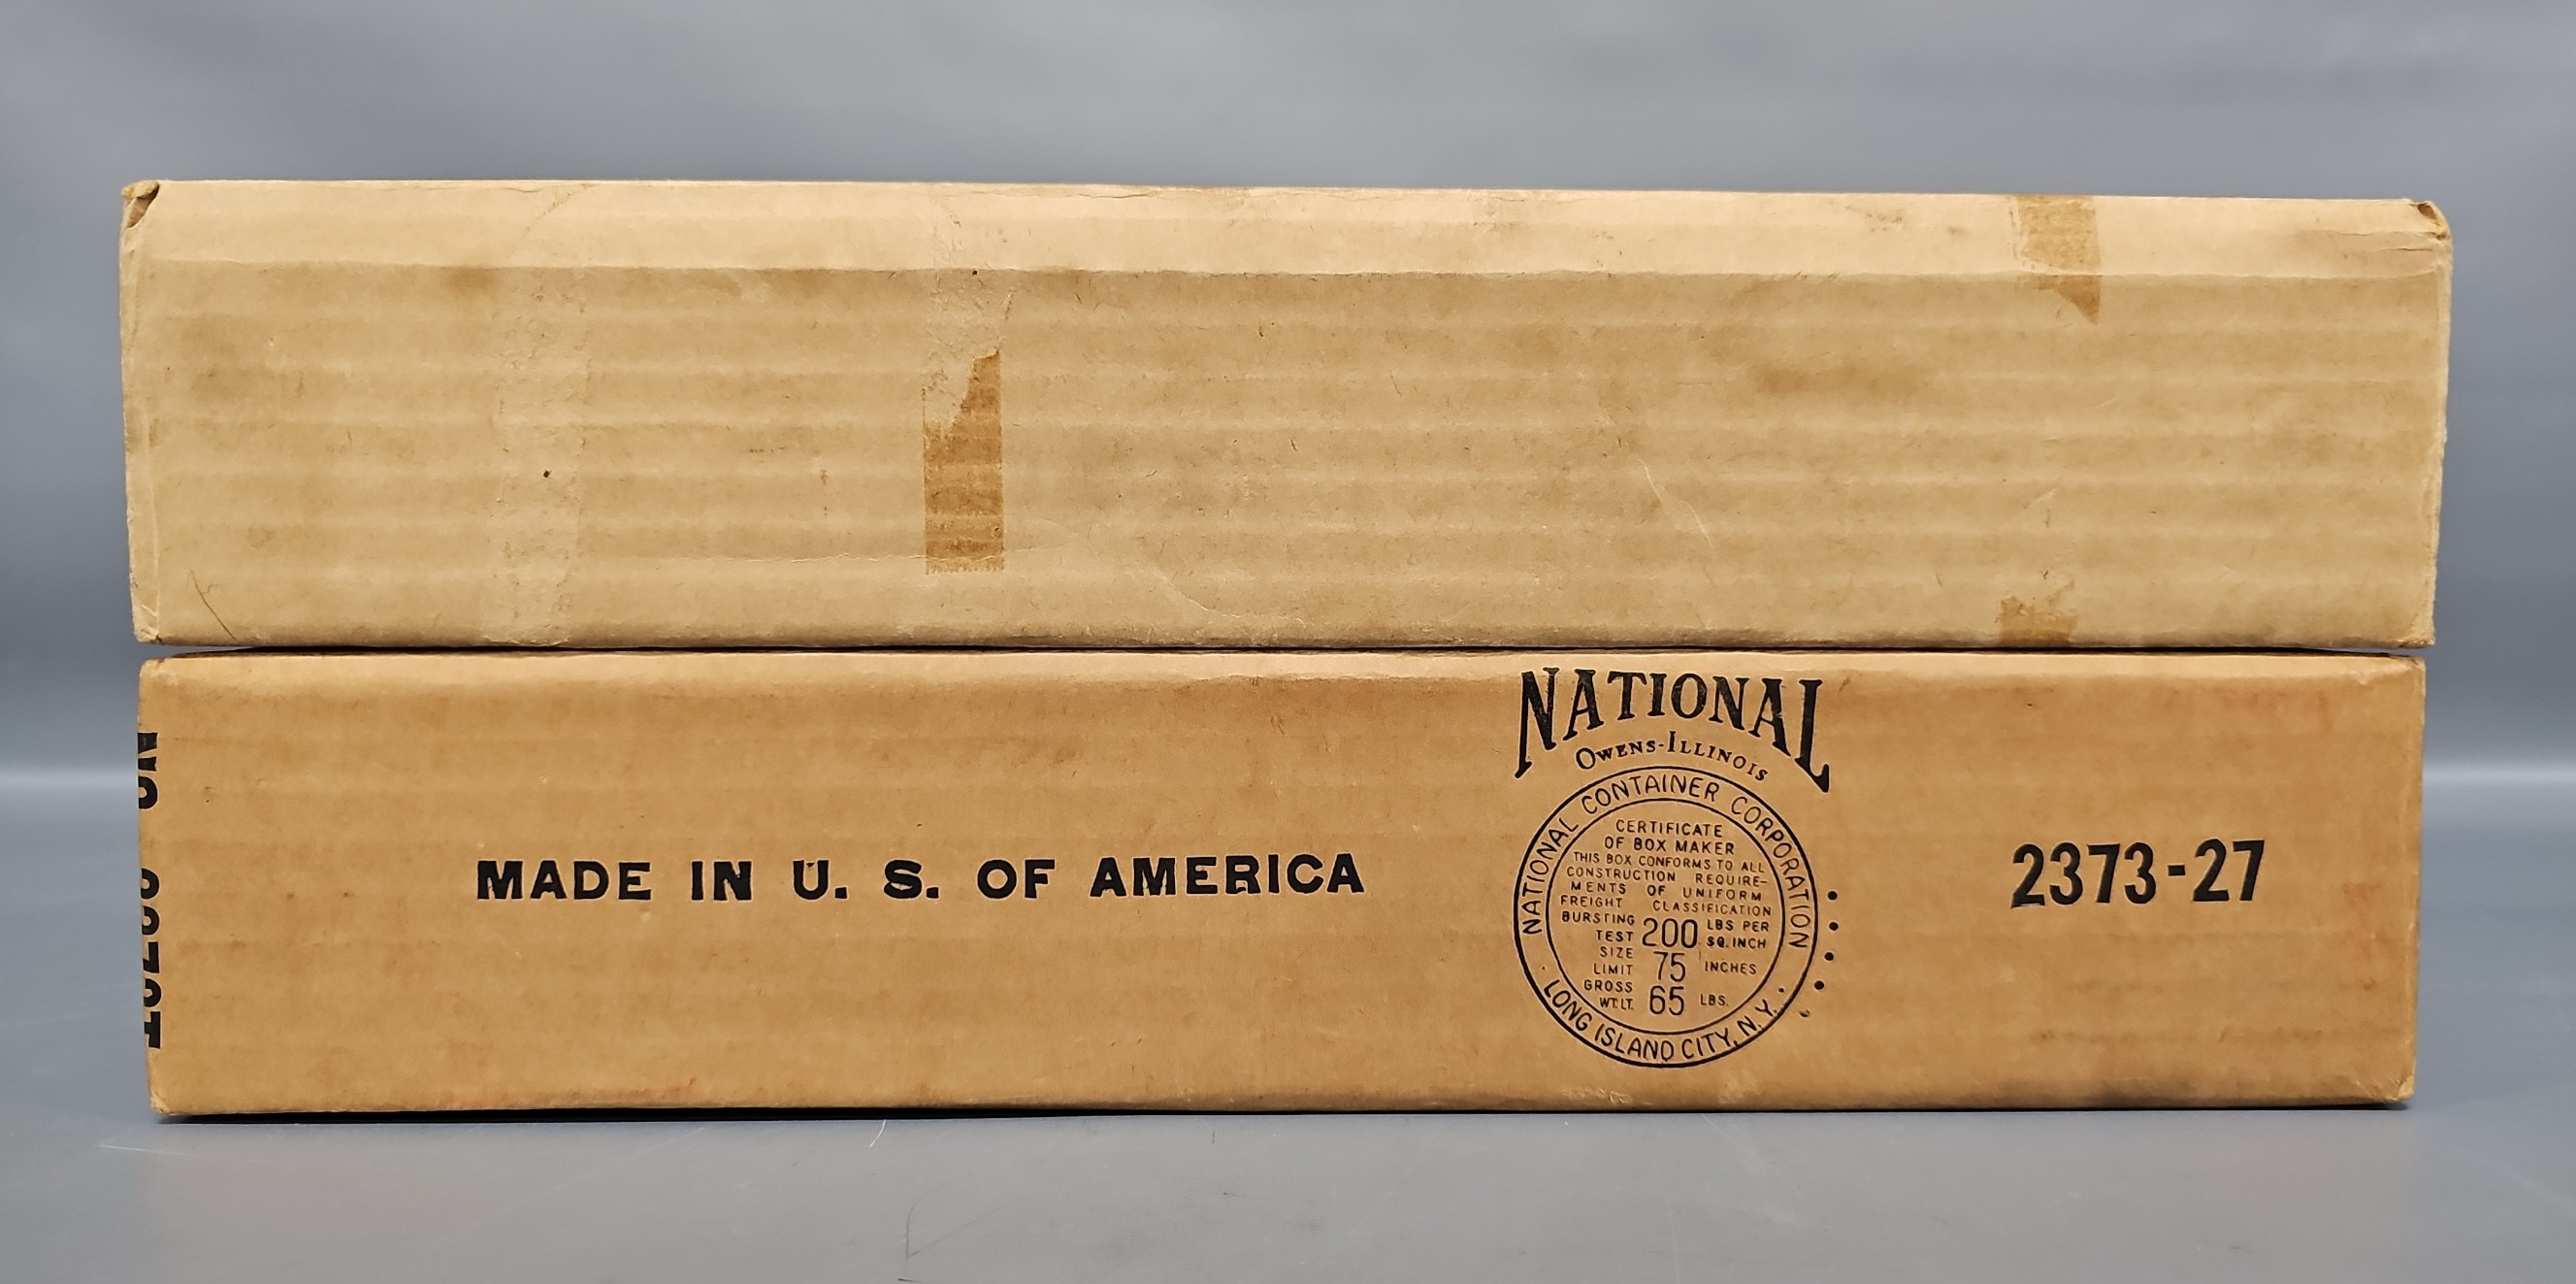 MADE IN U. S. OF AMERICA
NATIONAL
OWENS-ILLINOIS
NATIONAL CONTAINER CORPORATION
CERTIFICATE
OF BOX MAKER
THIS BOX CONFORMS TO ALL
CONSTRUCTION REQUIRE-
MENTS OF UNIFORM
FREIGHT CLASSIFICATION
BURSTING TEST 200 LBS PER SQ. INCH
SIZE LIMIT 75 INCHES
GROSS WT. LT. 65 LBS.
· LONG ISLAND CITY, N. Y. ·
2373-27